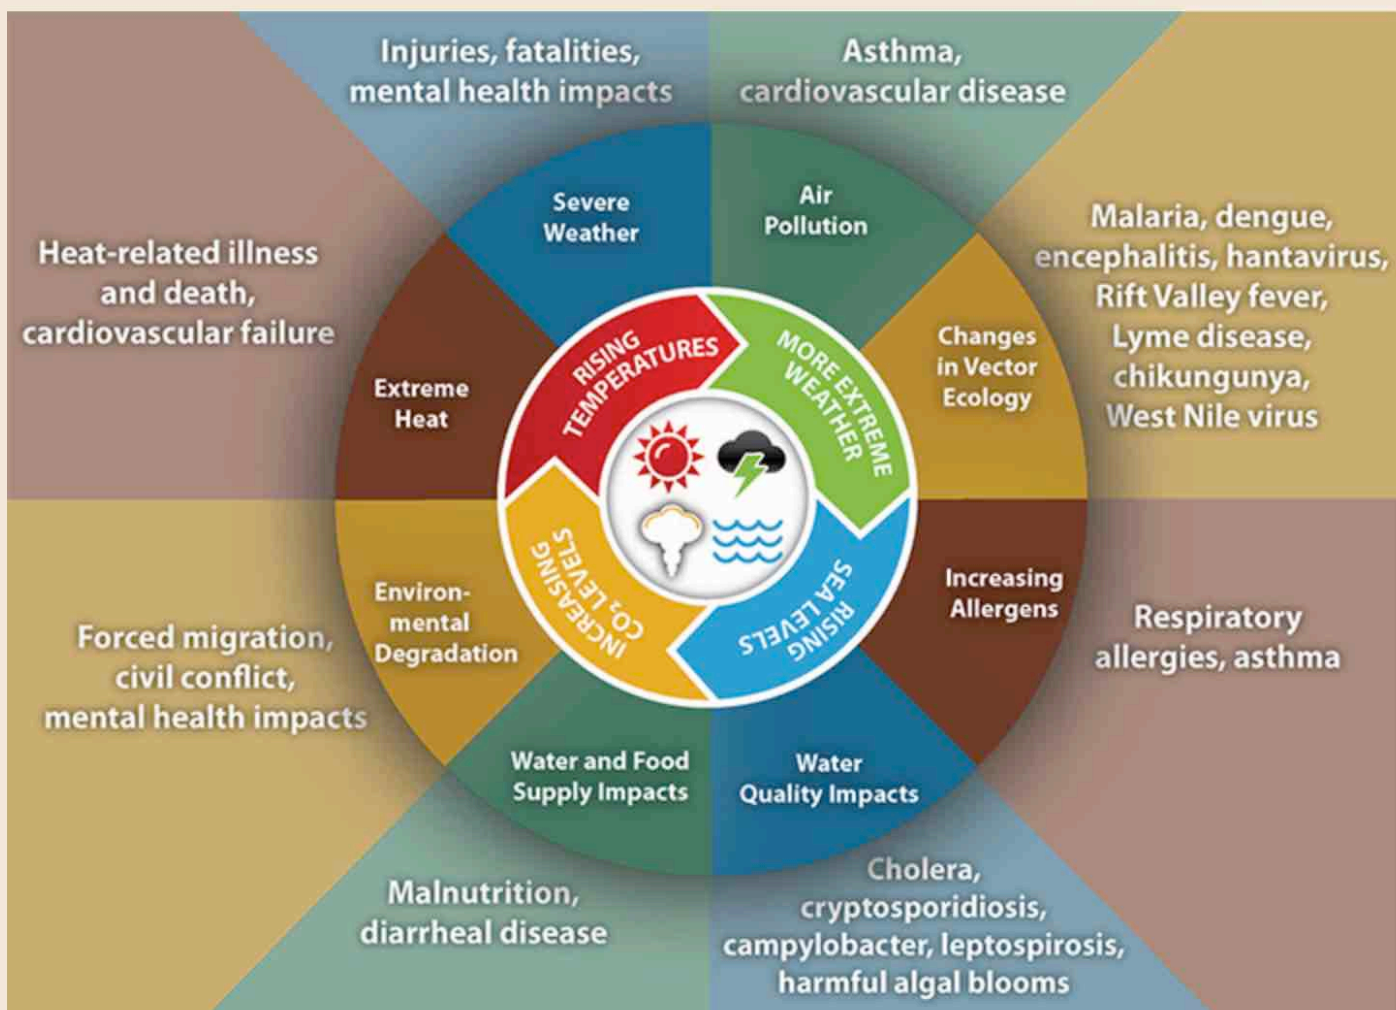 Injuries, fatalities,
mental health impacts
Asthma,
cardiovascular disease
Severe
Weather
Air
Pollution
Heat-related illness
and death,
cardiovascular failure
Malaria, dengue,
encephalitis, hantavirus,
Rift Valley fever,
Lyme disease,
chikungunya,
West Nile virus
Extreme
Heat
Changes
in Vector
Ecology
RISING
TEMPERATURES
MORE EXTREME
WEATHER
INCREASING
CO₂ LEVELS
RISING
SEA LEVELS
Environ-
mental
Degradation
Increasing
Allergens
Forced migration,
civil conflict,
mental health impacts
Respiratory
allergies, asthma
Water and Food
Supply Impacts
Water
Quality Impacts
Malnutrition,
diarrheal disease
Cholera,
cryptosporidiosis,
campylobacter, leptospirosis,
harmful algal blooms